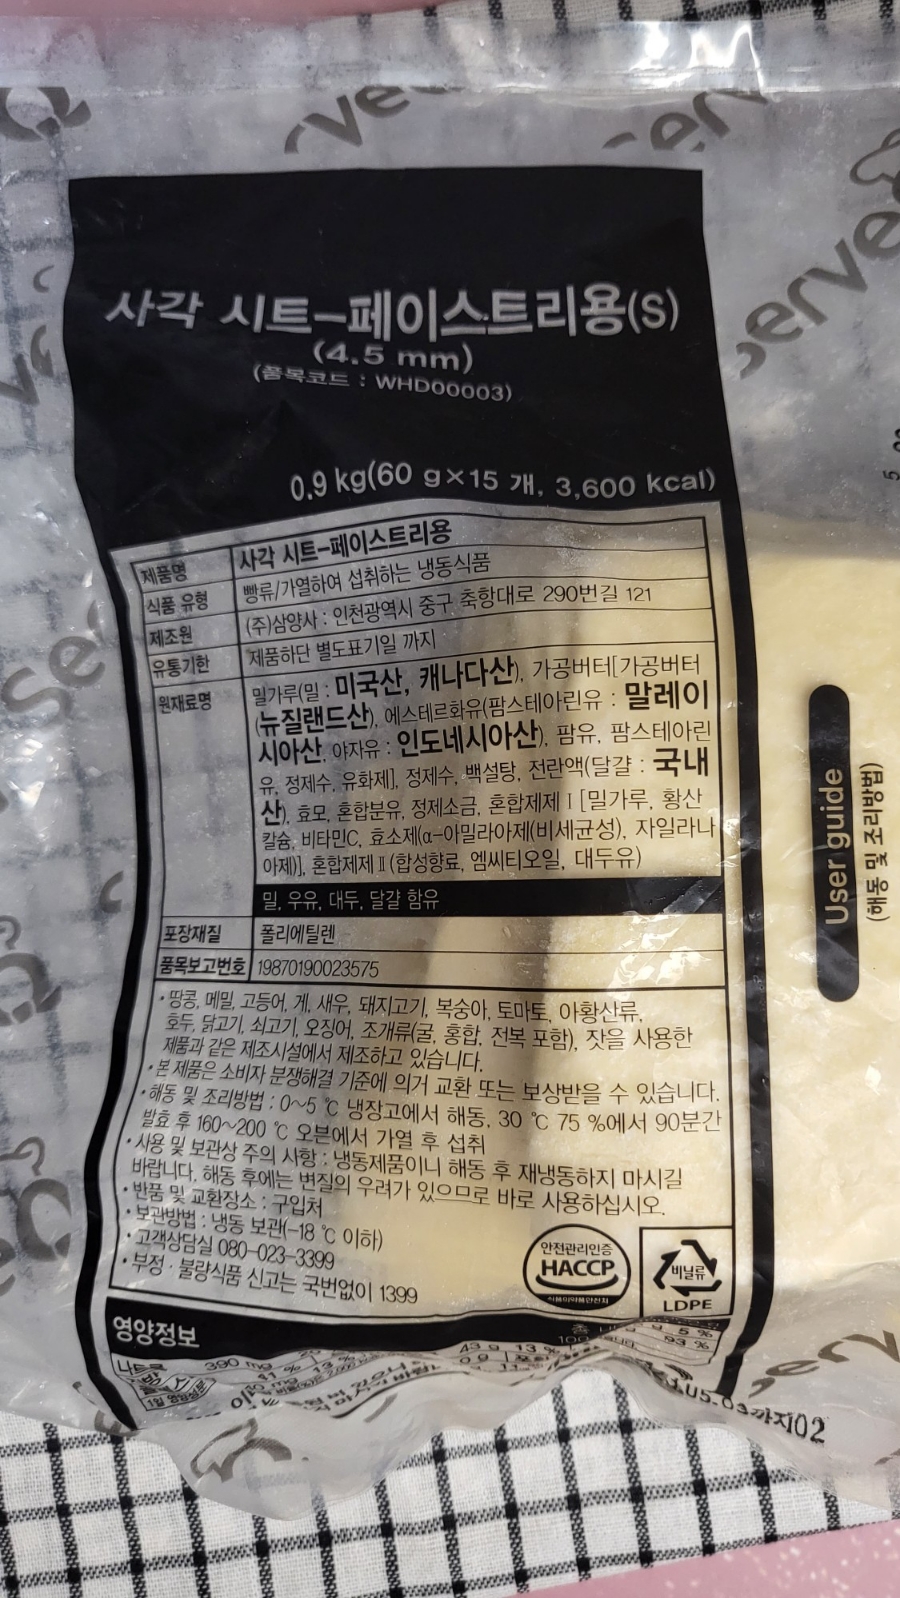 serve
serve
사각 시트-페이스트리용(S)
(4.5 mm)
(품목코드 : WHD00003)
0.9 kg(60 g×15 개, 3,600 kcal)
제품명 사각 시트-페이스트리용
식품 유형 빵류/가열하여 섭취하는 냉동식품
제조원 (주)삼양사 : 인천광역시 중구 축항대로 290번길 121
유통기한 제품하단 별도표기일 까지
원재료명 밀가루(밀 : 미국산, 캐나다산), 가공버터[가공버터
(뉴질랜드산), 에스테르화유(팜스테아린유 : 말레이
시아산, 야자유 : 인도네시아산), 팜유, 팜스테아린
유, 정제수, 유화제], 정제수, 백설탕, 전란액(달걀 : 국내
산), 효모, 혼합분유, 정제소금, 혼합제제Ⅰ[밀가루, 황산
칼슘, 비타민C, 효소제(α-아밀라아제(비세균성), 자일라나
아제)], 혼합제제Ⅱ(합성향료, 엠씨티오일, 대두유)
밀, 우유, 대두, 달걀 함유
포장재질 폴리에틸렌
품목보고번호 19870190023575
• 땅콩, 메밀, 고등어, 게, 새우, 돼지고기, 복숭아, 토마토, 아황산류,
호두, 닭고기, 쇠고기, 오징어, 조개류(굴, 홍합, 전복 포함), 잣을 사용한
제품과 같은 제조시설에서 제조하고 있습니다.
• 본 제품은 소비자 분쟁해결 기준에 의거 교환 또는 보상받을 수 있습니다.
• 해동 및 조리방법 : 0~5 ℃ 냉장고에서 해동, 30 ℃ 75 %에서 90분간
발효 후 160~200 ℃ 오븐에서 가열 후 섭취
• 사용 및 보관상 주의 사항 : 냉동제품이니 해동 후 재냉동하지 마시길
바랍니다. 해동 후에는 변질의 우려가 있으므로 바로 사용하십시오.
• 반품 및 교환장소 : 구입처
• 보관방법 : 냉동 보관(-18 ℃ 이하)
• 고객상담실 080-023-3399
• 부정 · 불량식품 신고는 국번없이 1399
안전관리인증
HACCP
식품의약품안전처
비닐류
LDPE
영양정보
나트륨 390 mg
User guide
(해동 및 조리방법)